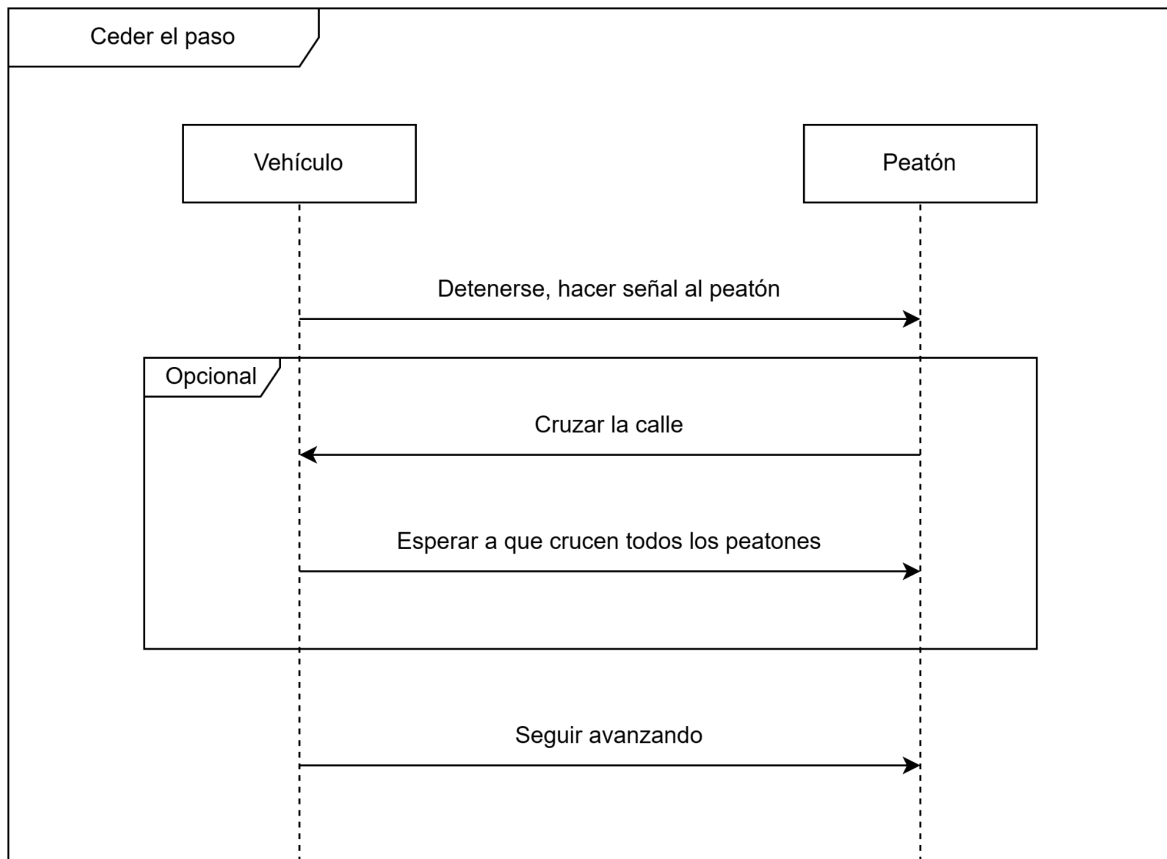 Ceder el paso
Vehículo
Peatón
Detenerse, hacer señal al peatón
Opcional
Cruzar la calle
Esperar a que crucen todos los peatones
Seguir avanzando